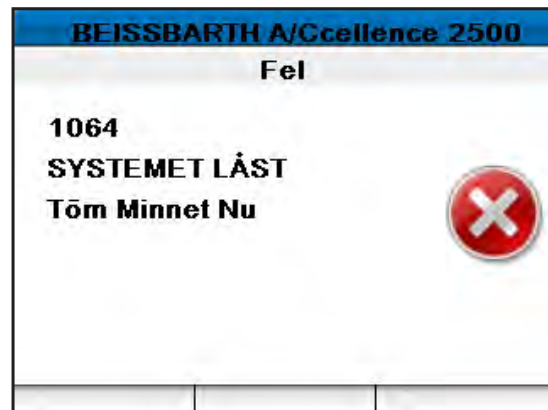 BEISSBARTH A/Ccellence 2500
Fel
1064
SYSTEMET LÅST
Töm Minnet Nu